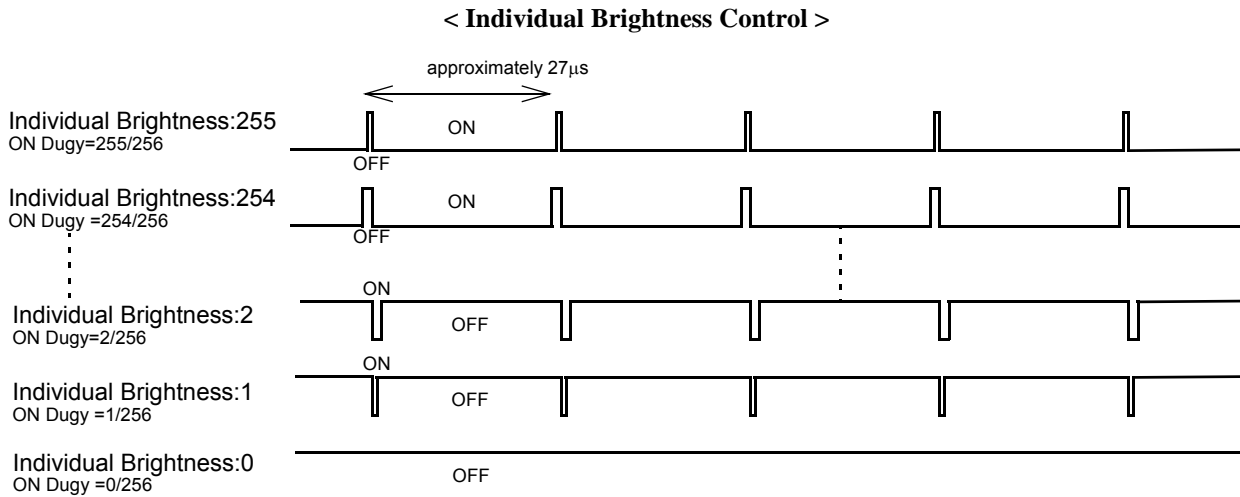 < Individual Brightness Control >
approximately 27μs
Individual Brightness:255
ON Dugy=255/256
ON
OFF
Individual Brightness:254
ON Dugy =254/256
ON
OFF
ON
Individual Brightness:2
ON Dugy=2/256
OFF
ON
Individual Brightness:1
ON Dugy =1/256
OFF
Individual Brightness:0
ON Dugy =0/256
OFF